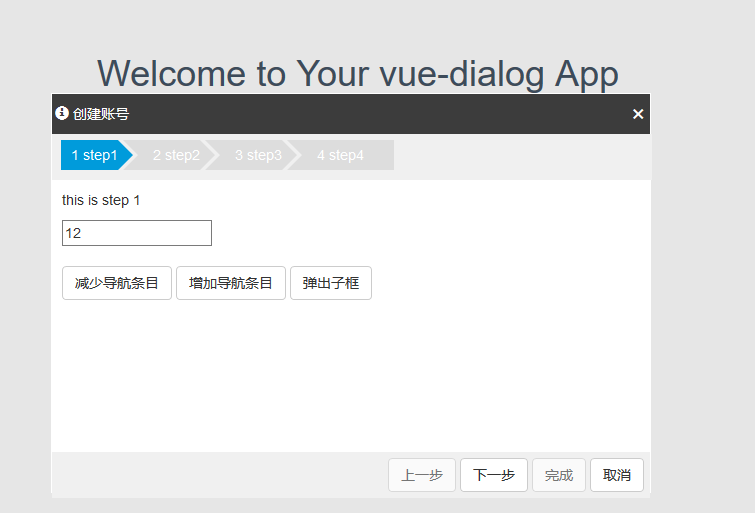 Welcome to Your vue-dialog App
创建账号 ×
1 step1 2 step2 3 step3 4 step4
this is step 1
12
减少导航条目 增加导航条目 弹出子框
上一步 下一步 完成 取消